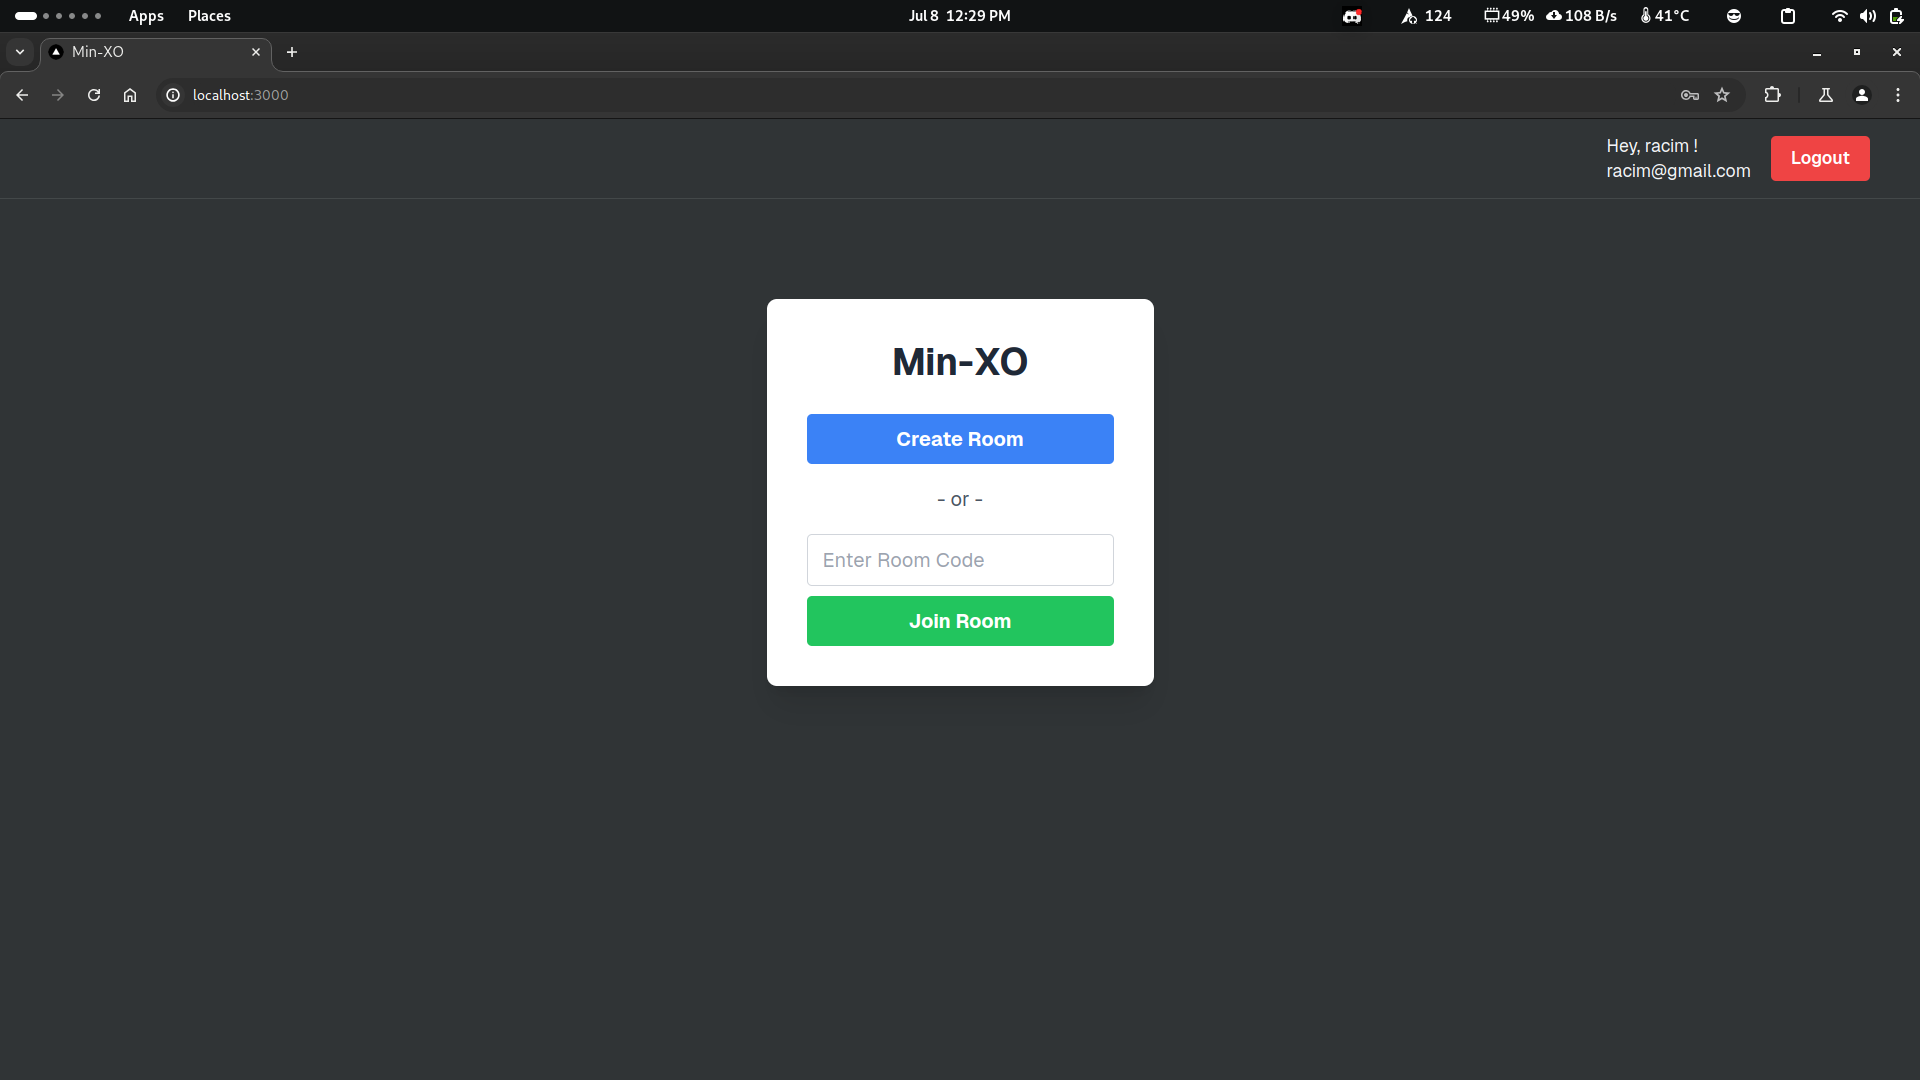 Apps Places Jul 8 12:29 PM 124 49% 108 B/s 41°C
Min-XO
localhost:3000
Hey, racim !
racim@gmail.com
Logout
Min-XO
Create Room
- or -
Enter Room Code
Join Room